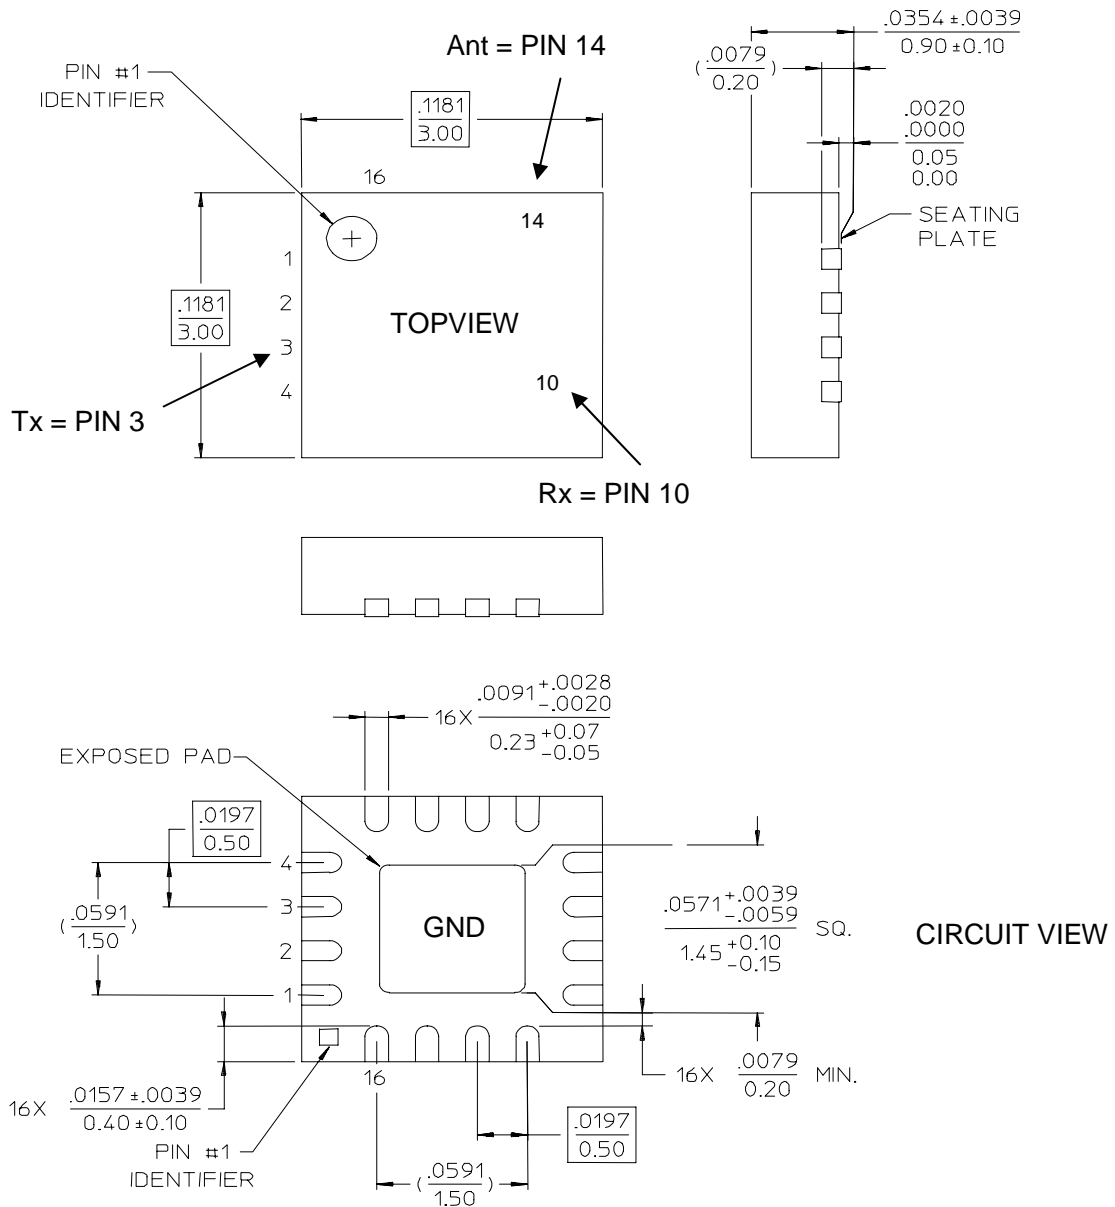 Ant = PIN 14
.0354 ±.0039
0.90 ±0.10
PIN #1
IDENTIFIER
.1181
3.00
(.0079)
0.20
.0020
.0000
0.05
0.00
16
14
SEATING
PLATE
1
2
3
4
.1181
3.00
TOPVIEW
10
Tx = PIN 3
Rx = PIN 10
16X
.0091 +.0028
-.0020
0.23 +0.07
-0.05
EXPOSED PAD
.0197
0.50
4
3
2
1
(.0591)
1.50
GND
.0571 +.0039
-.0059
1.45 +0.10
-0.15
SQ.
CIRCUIT VIEW
16X
.0157 ±.0039
0.40 ±0.10
16
16X
.0079
0.20
MIN.
PIN #1
IDENTIFIER
.0197
0.50
(.0591)
1.50